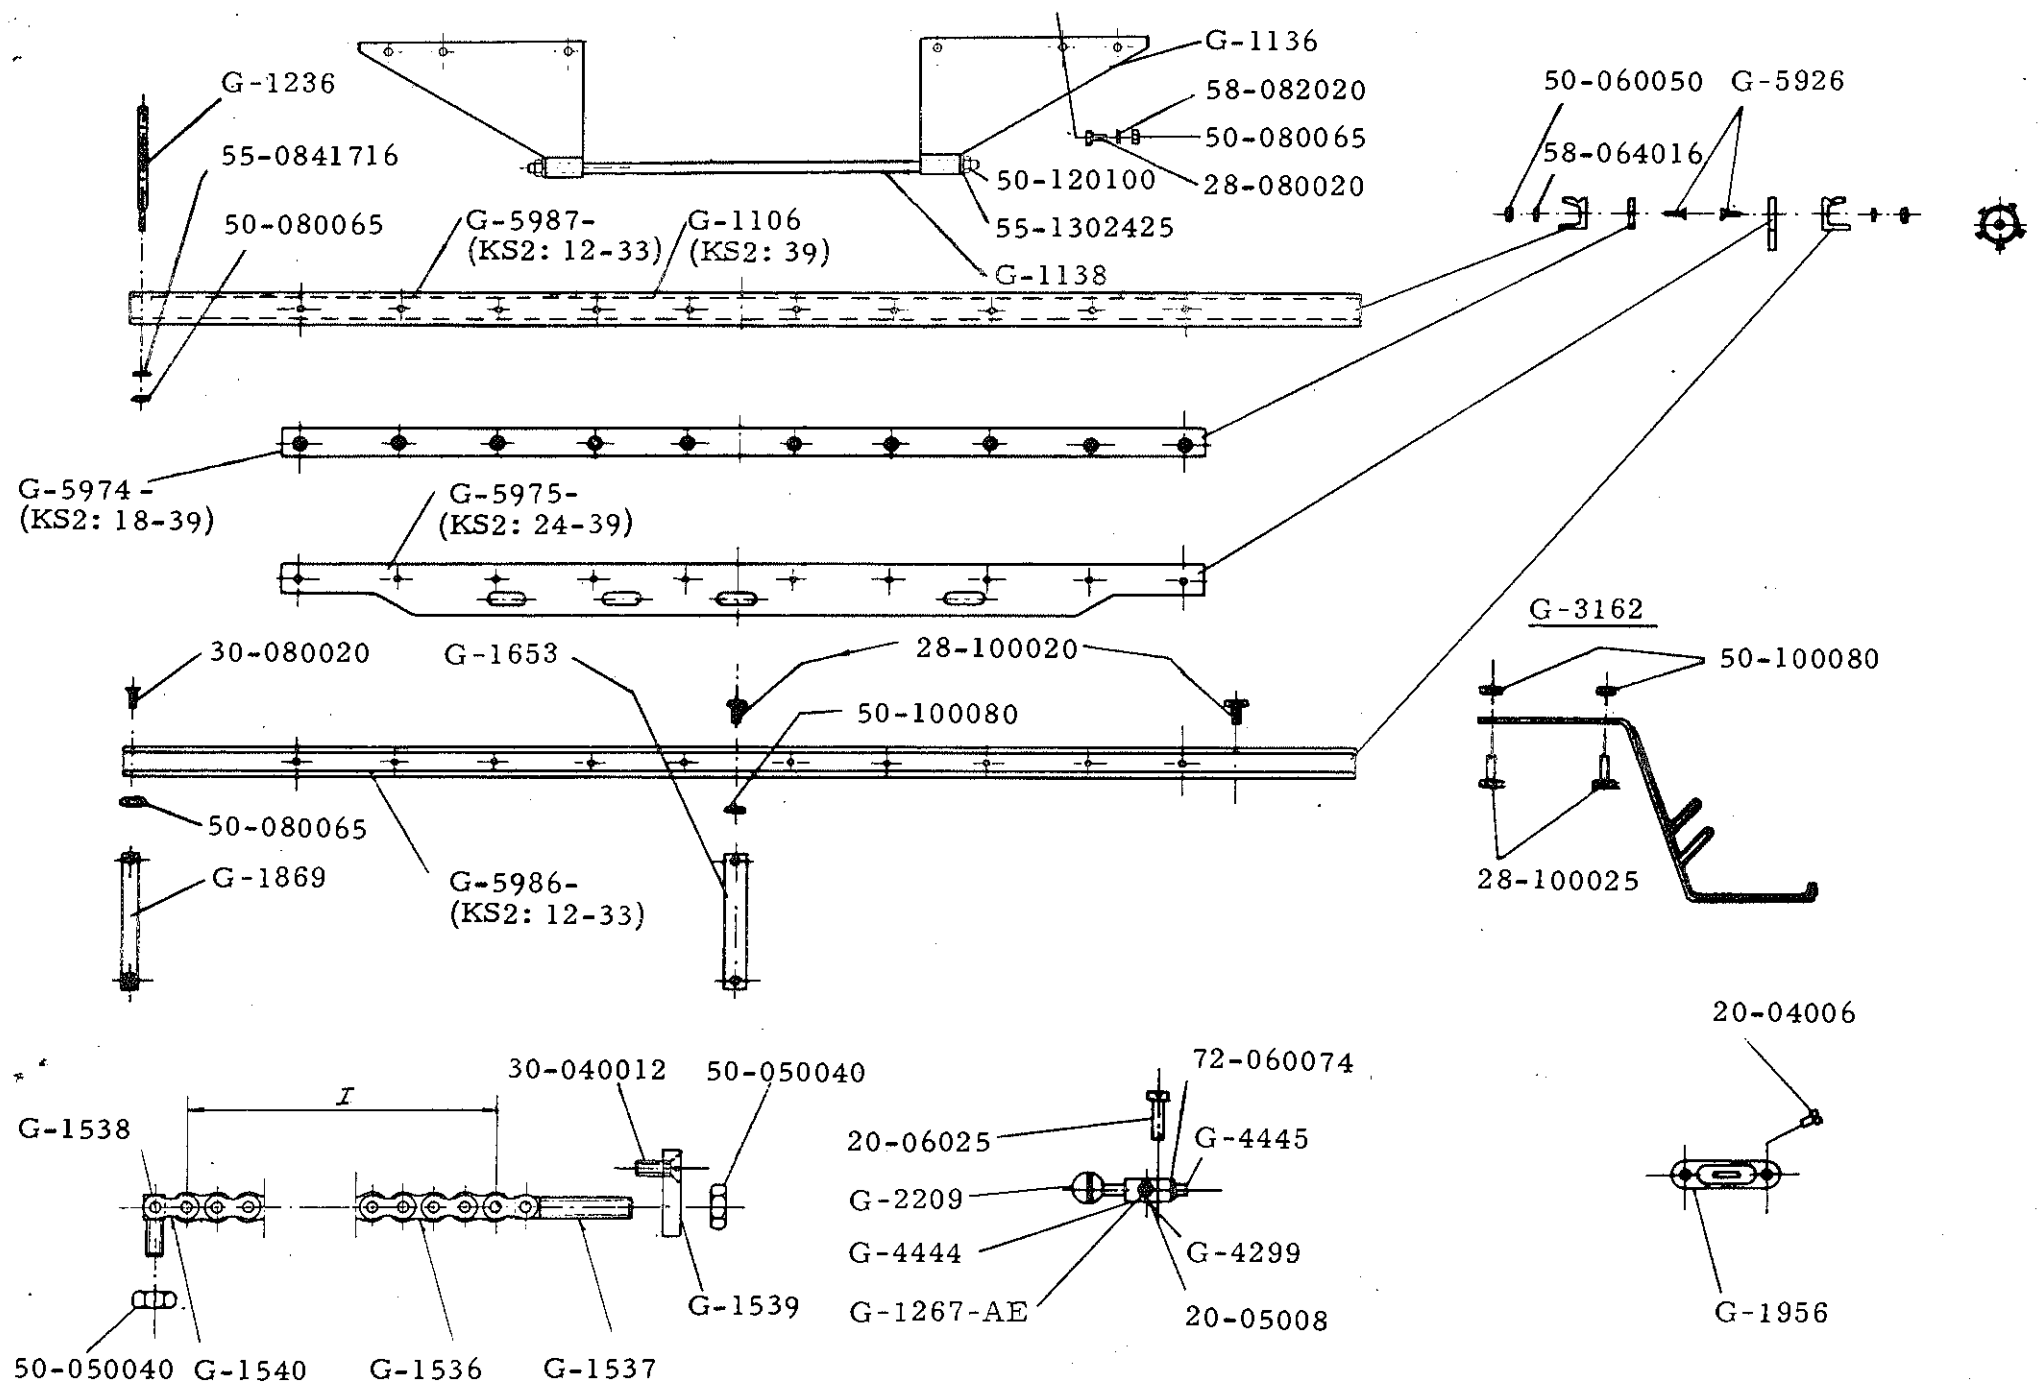 G-1136
G-1236
58-082020
50-060050 G-5926
50-080065
55-0841716
58-064016
50-120100
28-080020
50-080065
G-5987-
(KS2: 12-33)
G-1106
(KS2: 39)
55-1302425
G-1138
G-5974-
(KS2: 18-39)
G-5975-
(KS2: 24-39)
G-3162
30-080020
G-1653
28-100020
50-100080
50-100080
50-080065
G-1869
G-5986-
(KS2: 12-33)
28-100025
20-04006
30-040012
50-050040
72-060074
I
G-1538
20-06025
G-4445
G-2209
G-4444
G-4299
G-1539
G-1267-AE
20-05008
G-1956
50-050040
G-1540
G-1536
G-1537